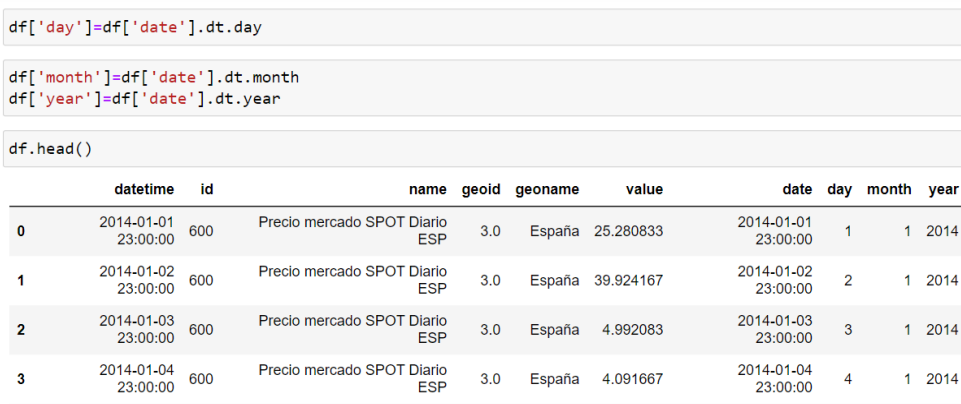 df['day']=df['date'].dt.day
df['month']=df['date'].dt.month
df['year']=df['date'].dt.year
df.head()
datetime id name geoid geoname value date day month year
0 2014-01-01 23:00:00 600 Precio mercado SPOT Diario ESP 3.0 España 25.280833 2014-01-01 23:00:00 1 1 2014
1 2014-01-02 23:00:00 600 Precio mercado SPOT Diario ESP 3.0 España 39.924167 2014-01-02 23:00:00 2 1 2014
2 2014-01-03 23:00:00 600 Precio mercado SPOT Diario ESP 3.0 España 4.992083 2014-01-03 23:00:00 3 1 2014
3 2014-01-04 23:00:00 600 Precio mercado SPOT Diario ESP 3.0 España 4.091667 2014-01-04 23:00:00 4 1 2014